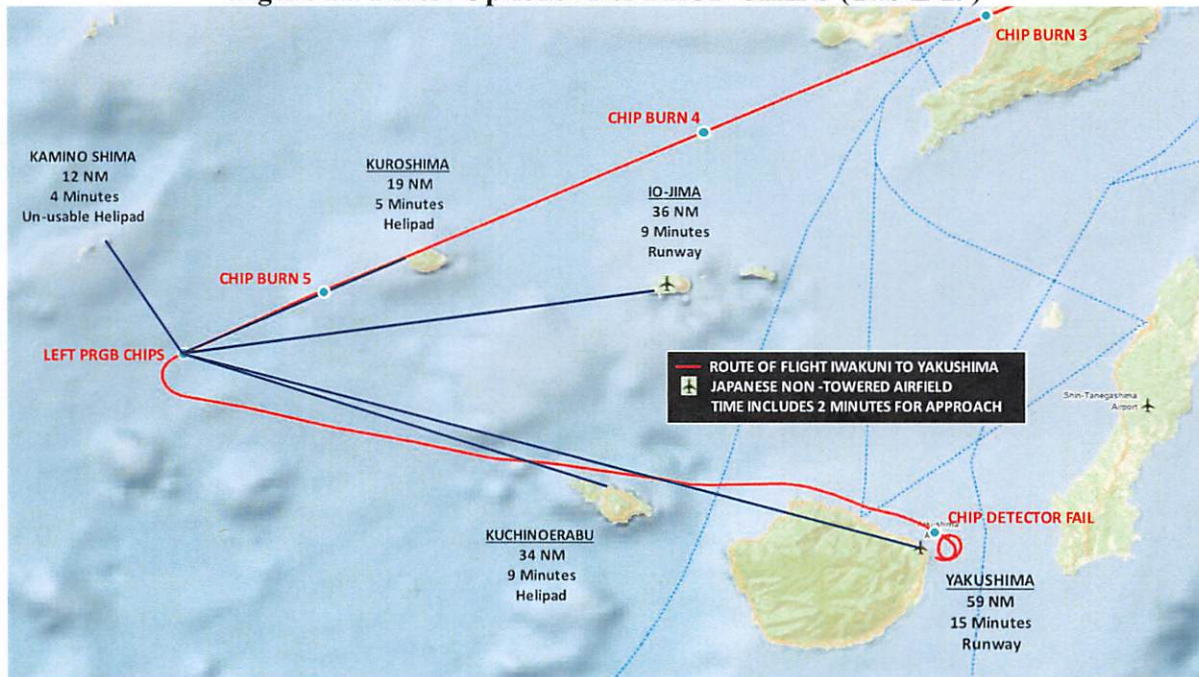 CHIP BURN 3
CHIP BURN 4
KAMINO SHIMA
12 NM
4 Minutes
Un-usable Helipad
KUROSHIMA
19 NM
5 Minutes
Helipad
IO-JIMA
36 NM
9 Minutes
Runway
CHIP BURN 5
LEFT PRGB CHIPS
ROUTE OF FLIGHT IWAKUNI TO YAKUSHIMA
JAPANESE NON -TOWERED AIRFIELD
TIME INCLUDES 2 MINUTES FOR APPROACH
Shin-Tanegashima
Airport
KUCHINOERABU
34 NM
9 Minutes
Helipad
CHIP DETECTOR FAIL
YAKUSHIMA
59 NM
15 Minutes
Runway